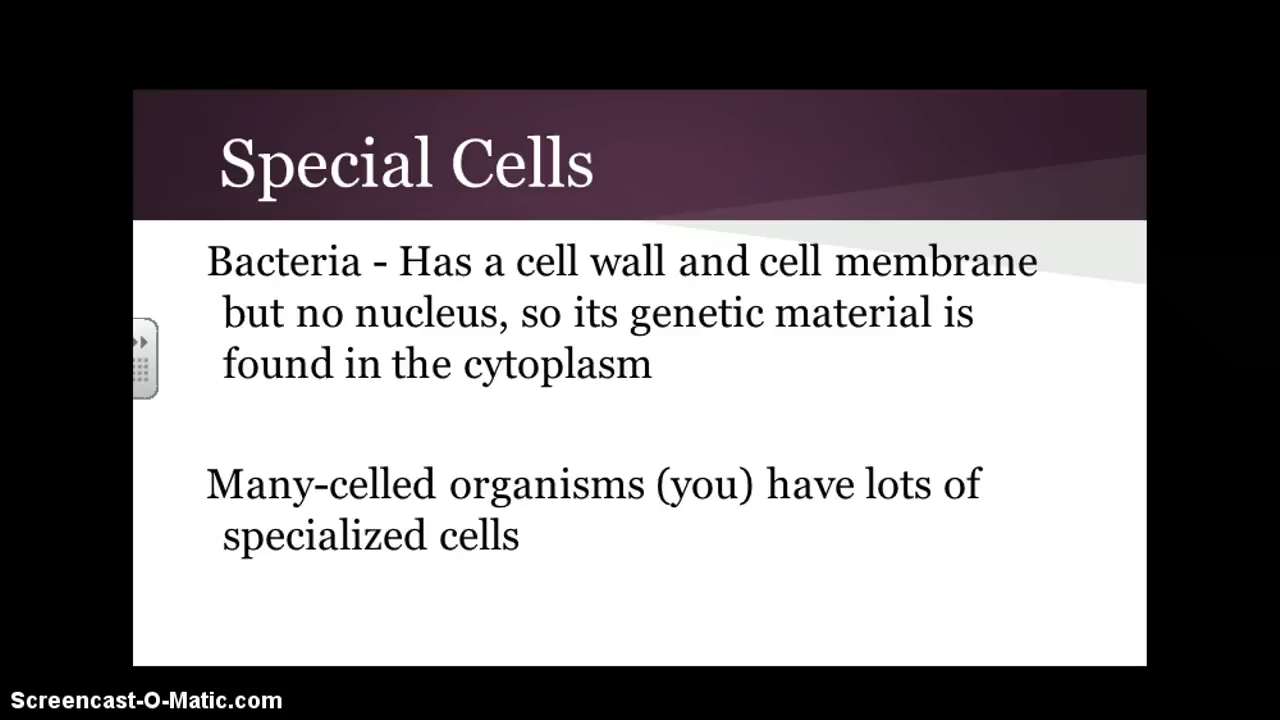 Special Cells
Bacteria - Has a cell wall and cell membrane
but no nucleus, so its genetic material is
found in the cytoplasm
Many-celled organisms (you) have lots of
specialized cells
Screencast-O-Matic.com